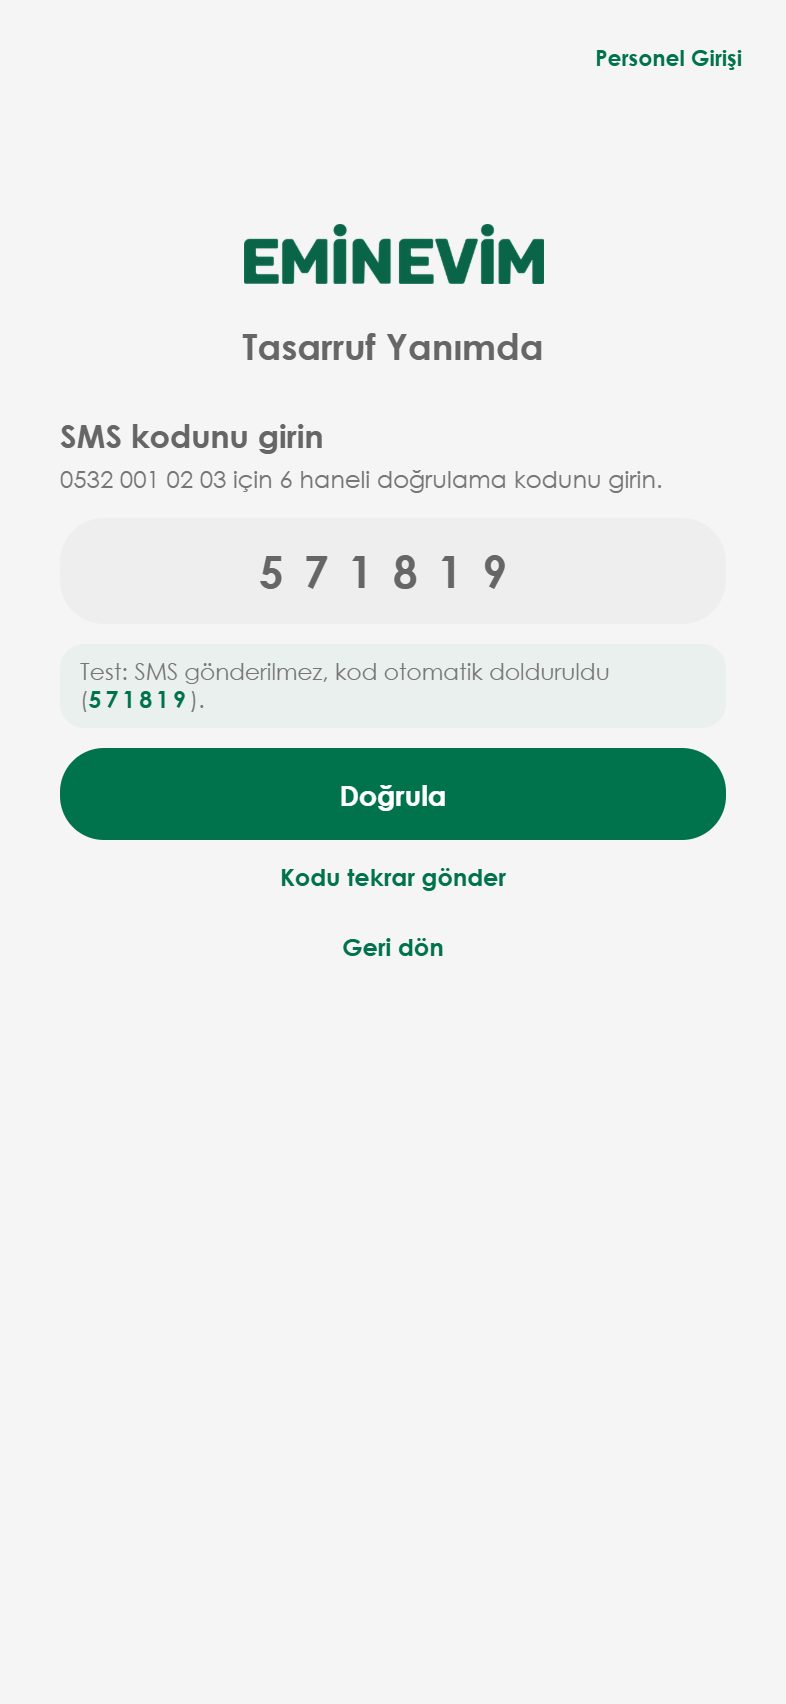 Personel Girişi
EMİNEVİM
Tasarruf Yanımda
SMS kodunu girin
0532 001 02 03 için 6 haneli doğrulama kodunu girin.
5 7 1 8 1 9
Test: SMS gönderilmez, kod otomatik dolduruldu
(571819).
Doğrula
Kodu tekrar gönder
Geri dön